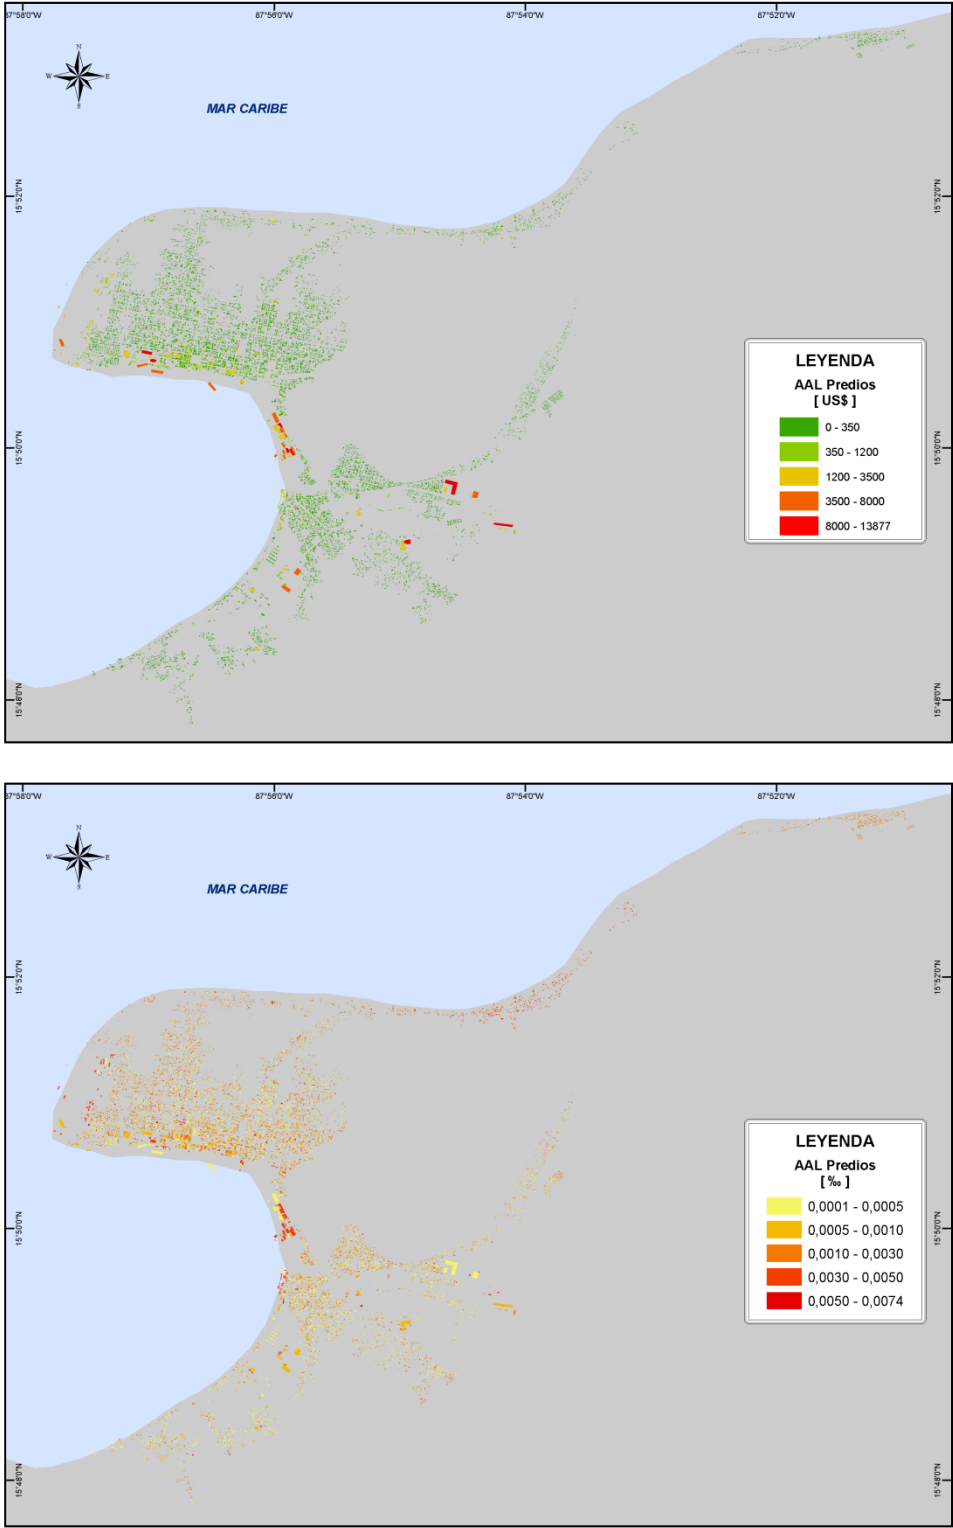 87°58'0"W 87°56'0"W 87°54'0"W 87°52'0"W
N
W E
S
MAR CARIBE
15°52'0"N 15°52'0"N
LEYENDA
AAL Predios
[ US$ ]
0 - 350
350 - 1200
1200 - 3500
3500 - 8000
8000 - 13877
15°50'0"N 15°50'0"N
15°48'0"N 15°48'0"N
87°58'0"W 87°56'0"W 87°54'0"W 87°52'0"W
N
W E
S
MAR CARIBE
15°52'0"N 15°52'0"N
LEYENDA
AAL Predios
[ ‰ ]
0,0001 - 0,0005
0,0005 - 0,0010
0,0010 - 0,0030
0,0030 - 0,0050
0,0050 - 0,0074
15°50'0"N 15°50'0"N
15°48'0"N 15°48'0"N